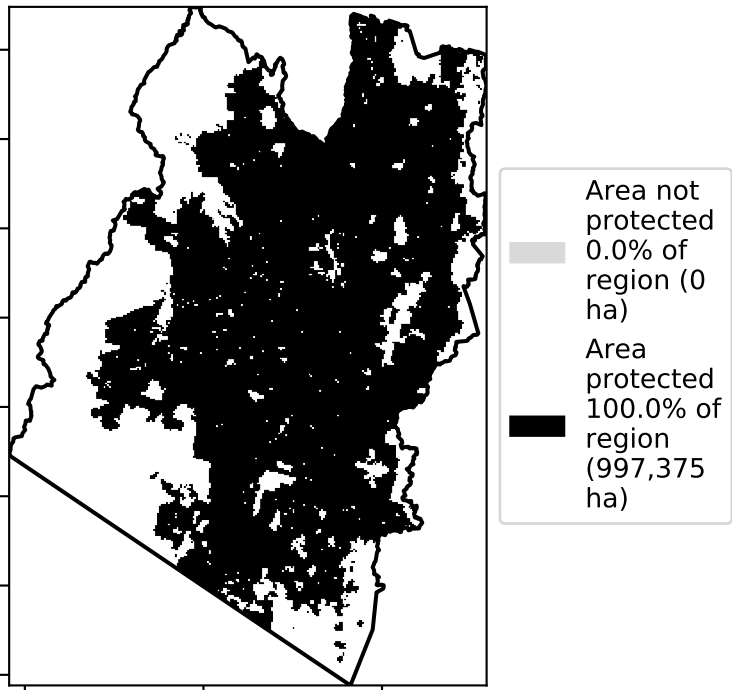 Area not
protected
0.0% of
region (0
ha)
Area
protected
100.0% of
region
(997,375
ha)